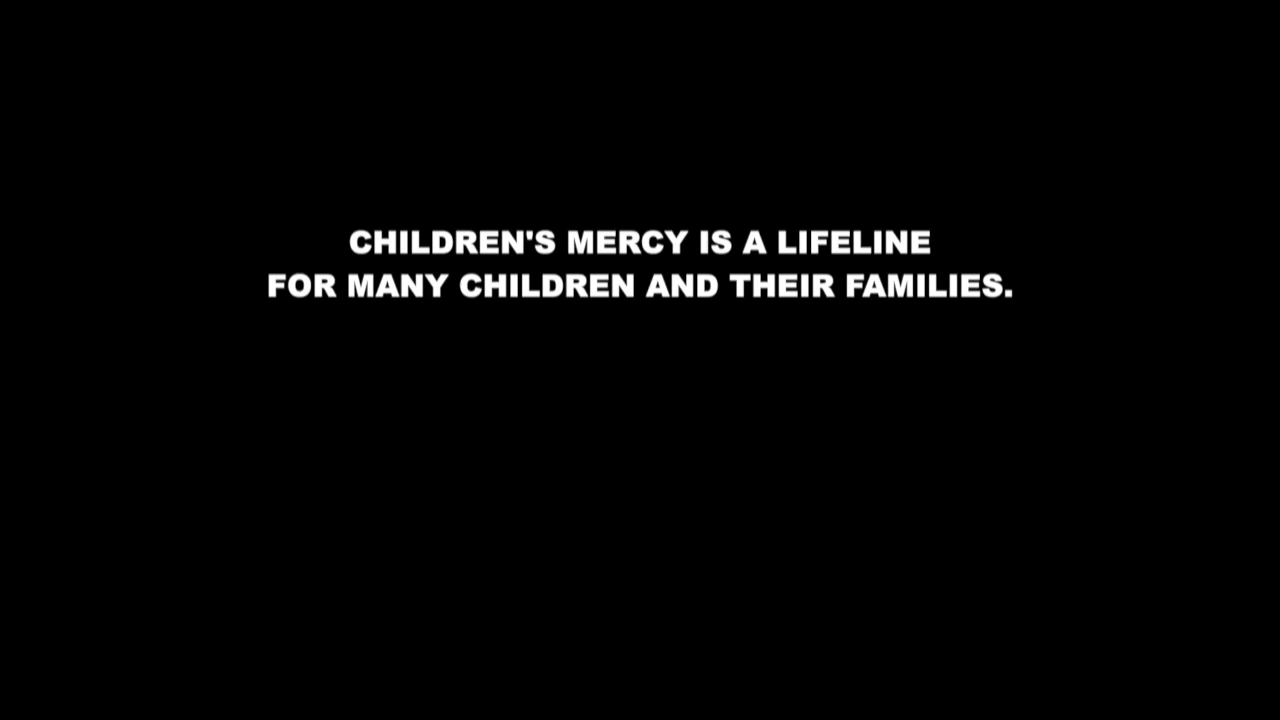 CHILDREN'S MERCY IS A LIFELINE
FOR MANY CHILDREN AND THEIR FAMILIES.